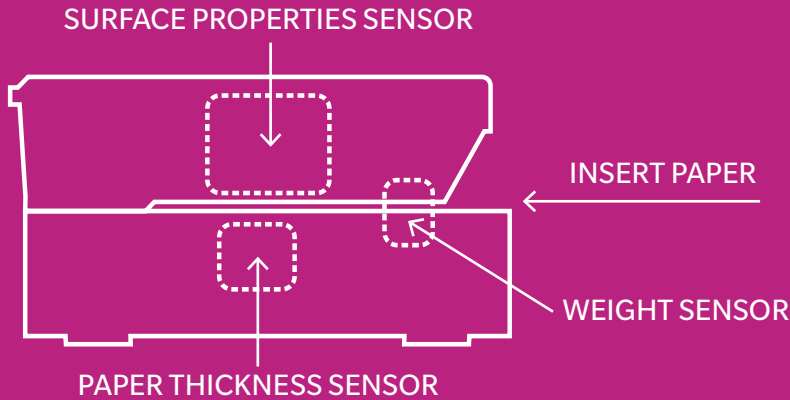 SURFACE PROPERTIES SENSOR
INSERT PAPER
WEIGHT SENSOR
PAPER THICKNESS SENSOR